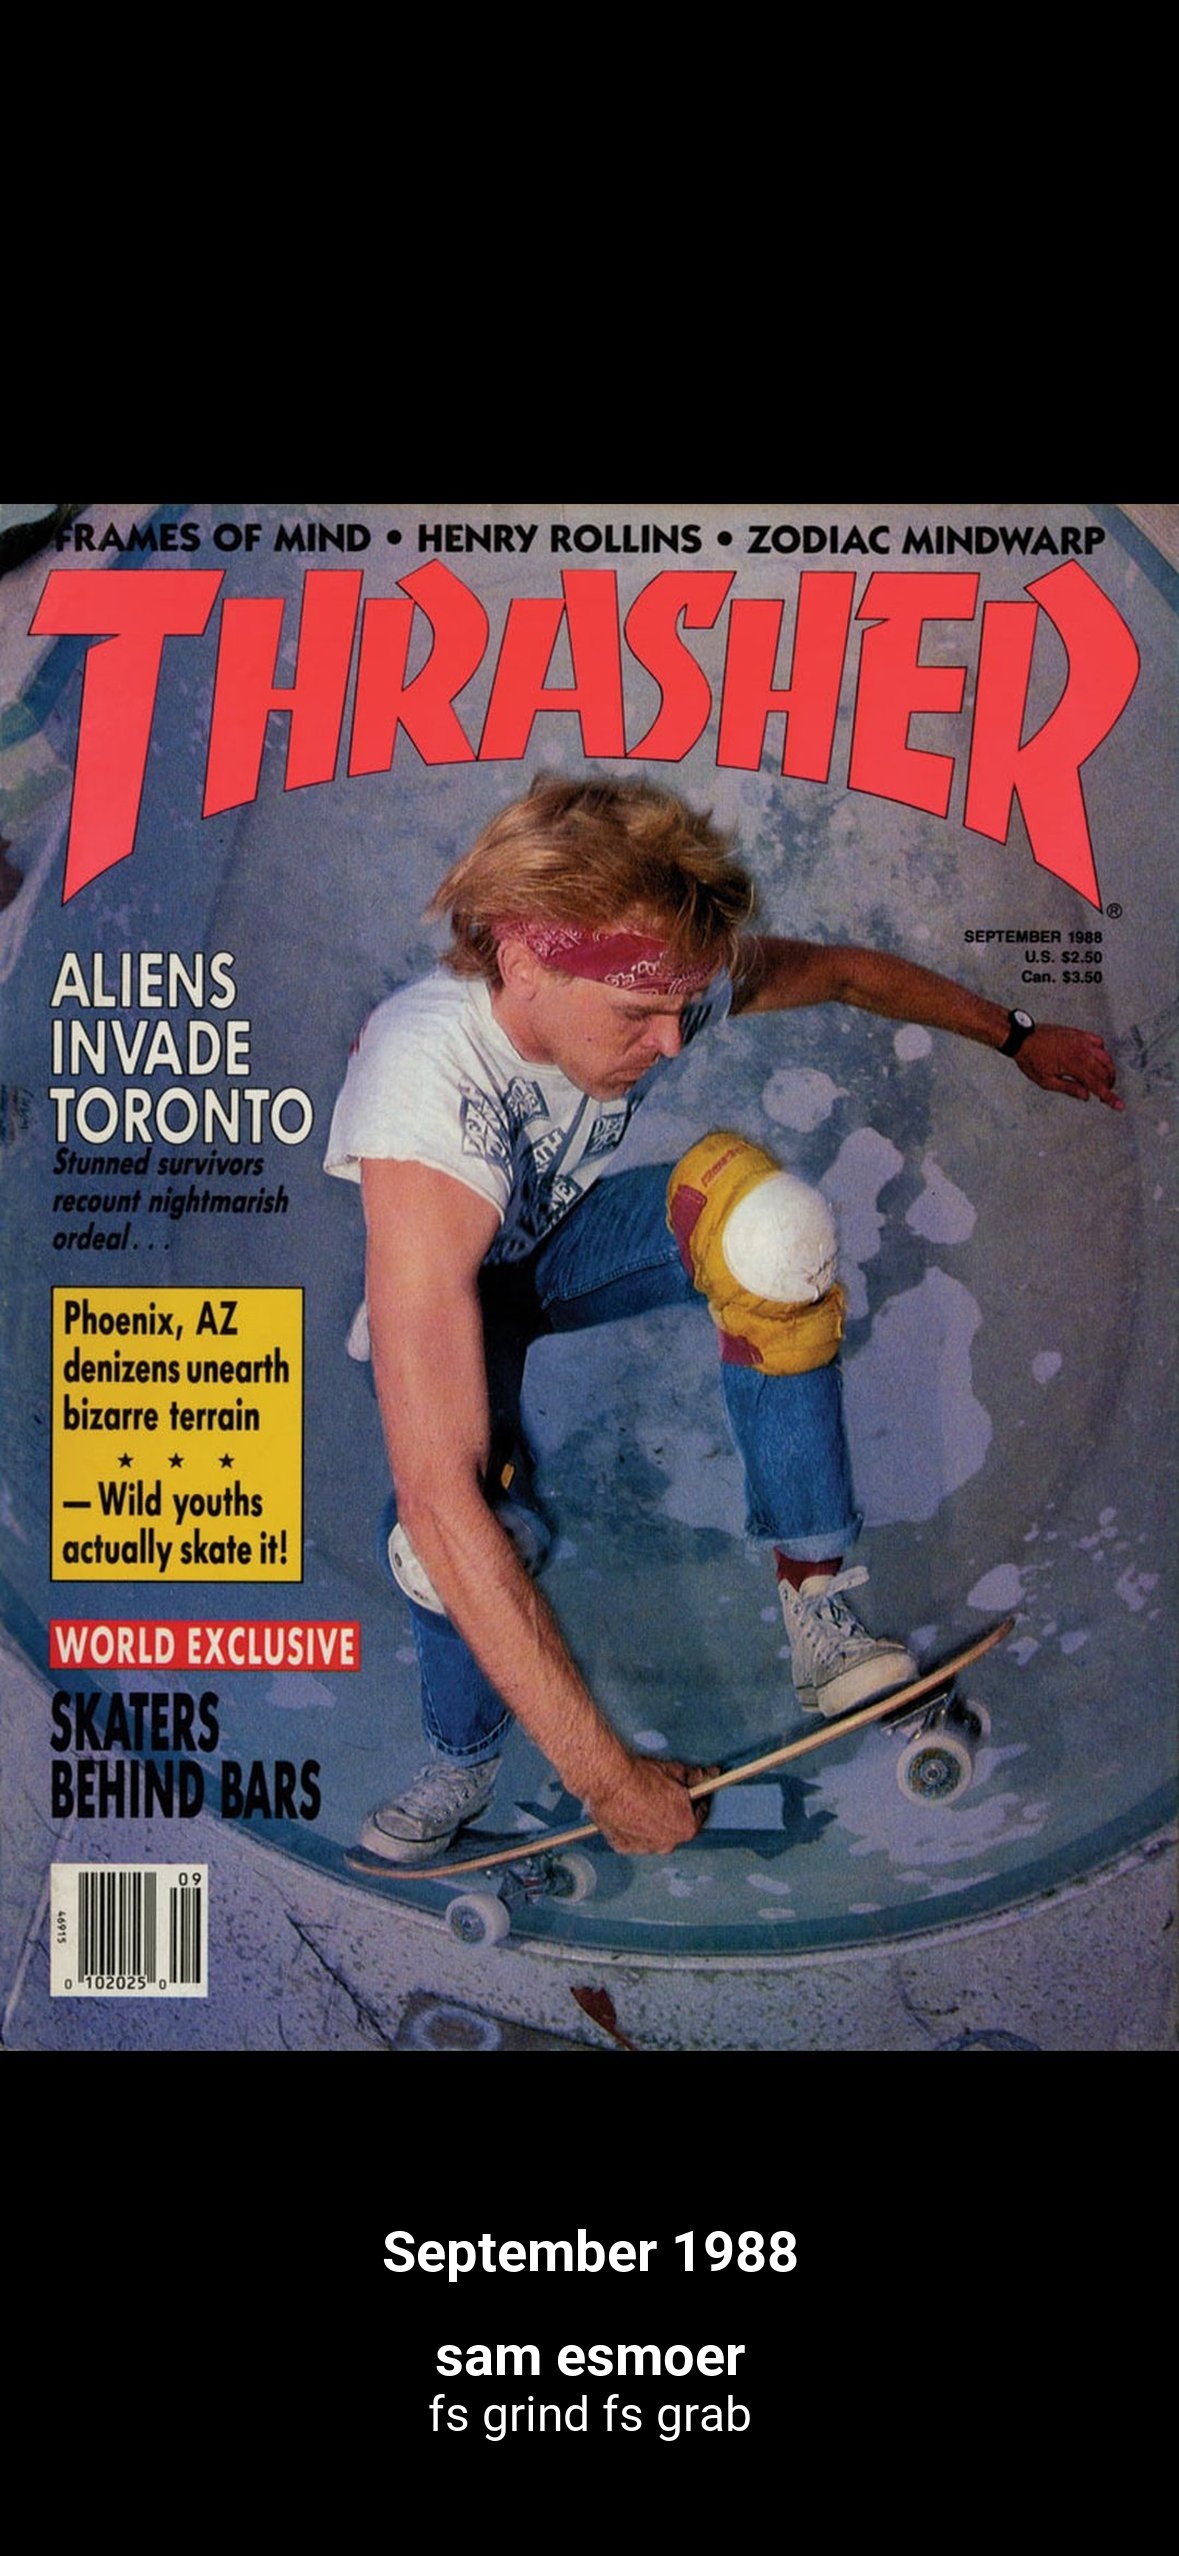 FRAMES OF MIND • HENRY ROLLINS • ZODIAC MINDWARP
THRASHER®
SEPTEMBER 1988
U.S. $2.50
Can. $3.50
ALIENS
INVADE
TORONTO
Stunned survivors
recount nightmarish
ordeal...
Phoenix, AZ
denizens unearth
bizarre terrain
★ ★ ★
—Wild youths
actually skate it!
WORLD EXCLUSIVE
SKATERS
BEHIND BARS
09
46915
0 102025 0
September 1988
sam esmoer
fs grind fs grab